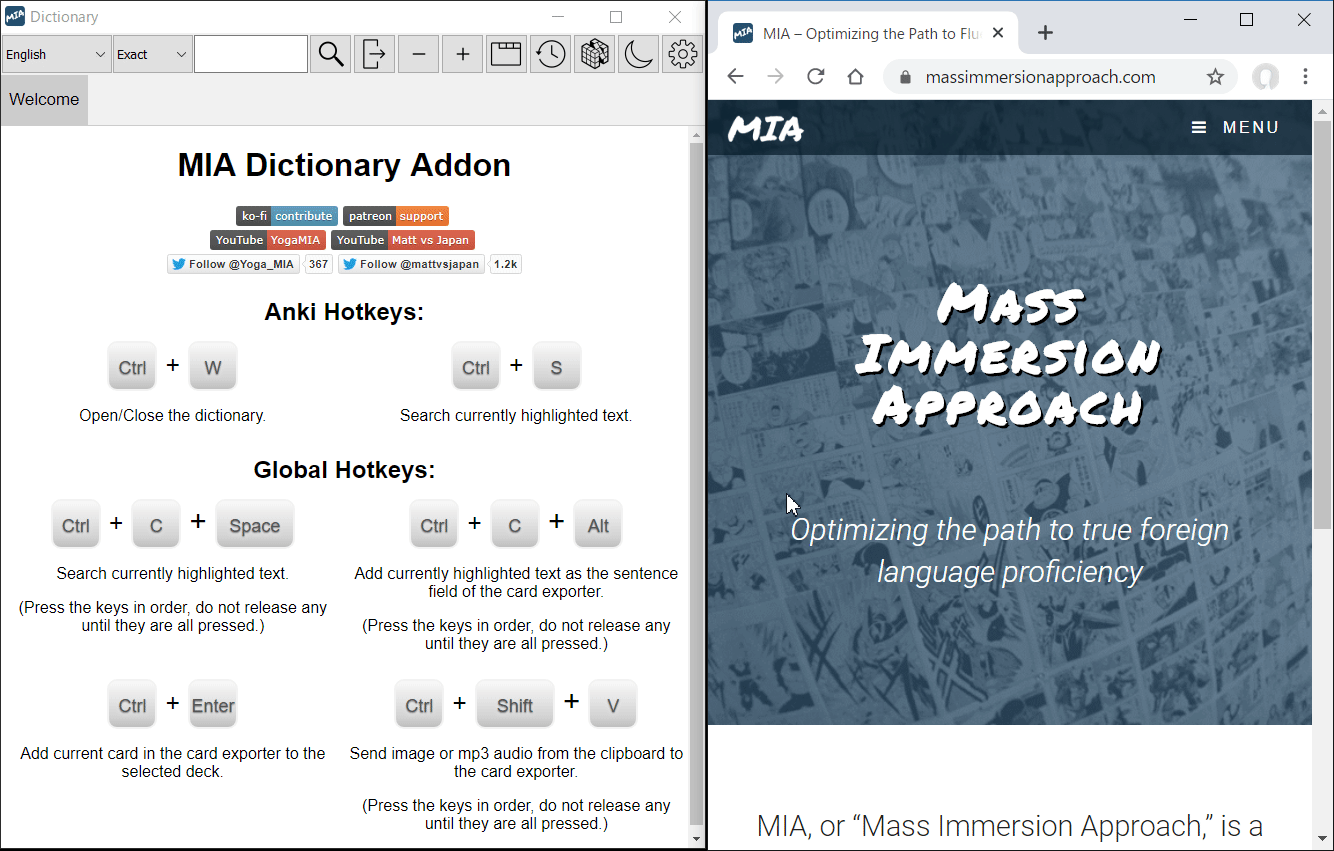 MIA Dictionary
English Exact
Welcome
MIA Dictionary Addon
ko-fi contribute patreon support
YouTube YogaMIA YouTube Matt vs Japan
Follow @Yoga_MIA 367 Follow @mattvsjapan 1.2k
Anki Hotkeys:
Ctrl + W
Open/Close the dictionary.
Ctrl + S
Search currently highlighted text.
Global Hotkeys:
Ctrl + C + Space
Search currently highlighted text.
(Press the keys in order, do not release any
until they are all pressed.)
Ctrl + C + Alt
Add currently highlighted text as the sentence
field of the card exporter.
(Press the keys in order, do not release any
until they are all pressed.)
Ctrl + Enter
Add current card in the card exporter to the
selected deck.
Ctrl + Shift + V
Send image or mp3 audio from the clipboard to
the card exporter.
(Press the keys in order, do not release any
until they are all pressed.)
MIA MIA – Optimizing the Path to Flu
massimmersionapproach.com
MIA MENU
Mass
Immersion
Approach
Optimizing the path to true foreign
language proficiency
MIA, or “Mass Immersion Approach,” is a